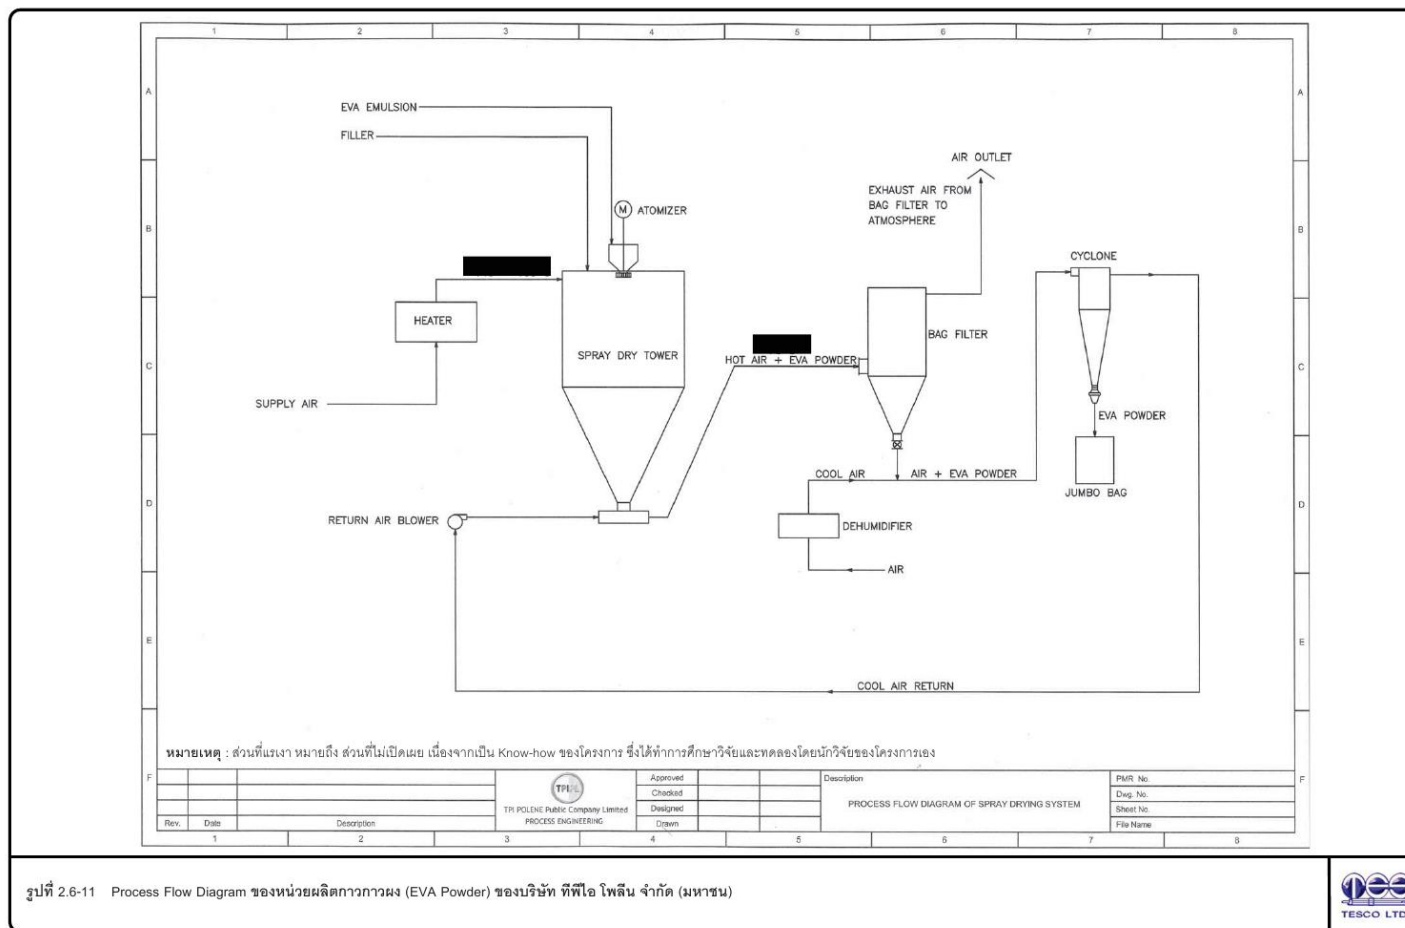 1 2 3 4 5 6 7 8
A A
EVA EMULSION
FILLER
AIR OUTLET
EXHAUST AIR FROM
BAG FILTER TO
ATMOSPHERE
M ATOMIZER
B B
CYCLONE
HEATER
BAG FILTER
SPRAY DRY TOWER
HOT AIR + EVA POWDER
C C
SUPPLY AIR
EVA POWDER
COOL AIR
AIR + EVA POWDER
JUMBO BAG
D D
RETURN AIR BLOWER
DEHUMIDIFIER
AIR
E E
COOL AIR RETURN
หมายเหตุ : ส่วนที่แรเงา หมายถึง ส่วนที่ไม่เปิดเผย เนื่องจากเป็น Know-how ของโครงการ ซึ่งได้ทำการศึกษาวิจัยและทดลองโดยนักวิจัยของโครงการเอง
F F
TPIPL
TPI POLENE Public Company Limited
PROCESS ENGINEERING
Approved
Checked
Designed
Drawn
Description
PROCESS FLOW DIAGRAM OF SPRAY DRYING SYSTEM
PMR No.
Dwg. No.
Sheet No.
File Name
Rev. Date Description
1 2 3 4 5 6 7 8
รูปที่ 2.6-11 Process Flow Diagram ของหน่วยผลิตกาวกาวผง (EVA Powder) ของบริษัท ทีพีไอ โพลีน จำกัด (มหาชน)
TESCO LTD